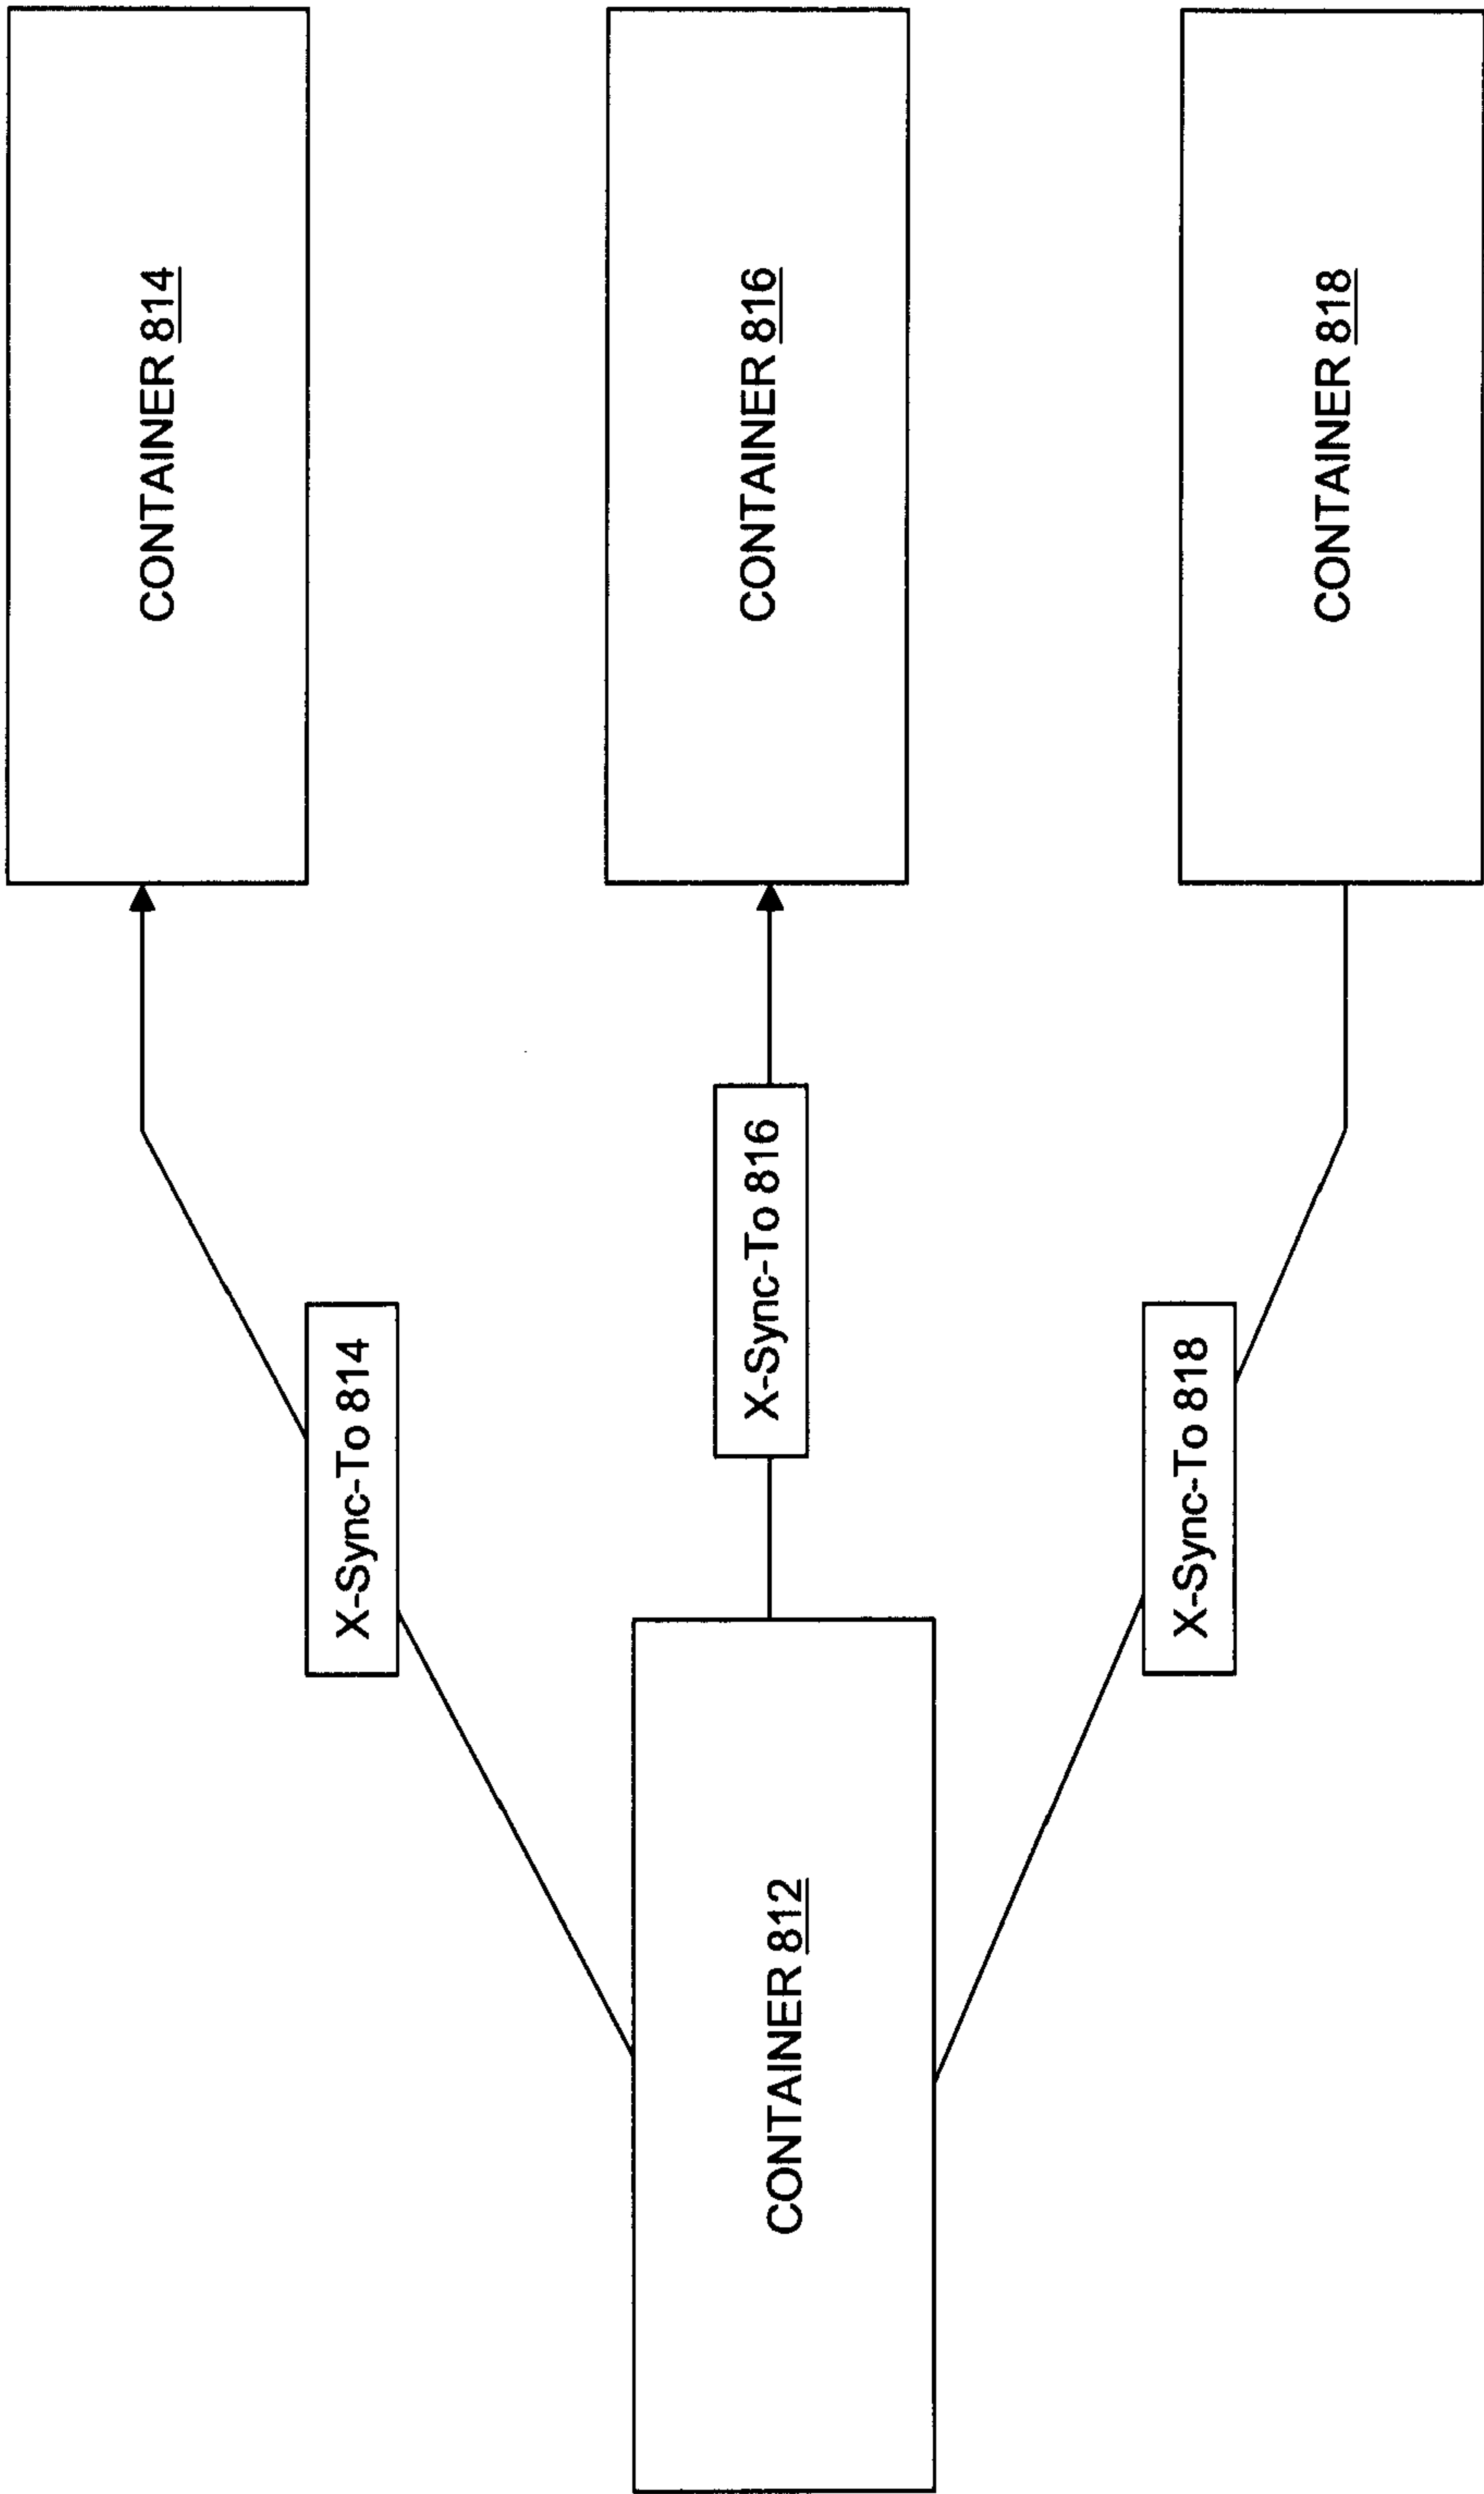 CONTAINER 814
CONTAINER 816
CONTAINER 818
X-Sync-To 814
X-Sync-To 816
X-Sync-To 818
CONTAINER 812